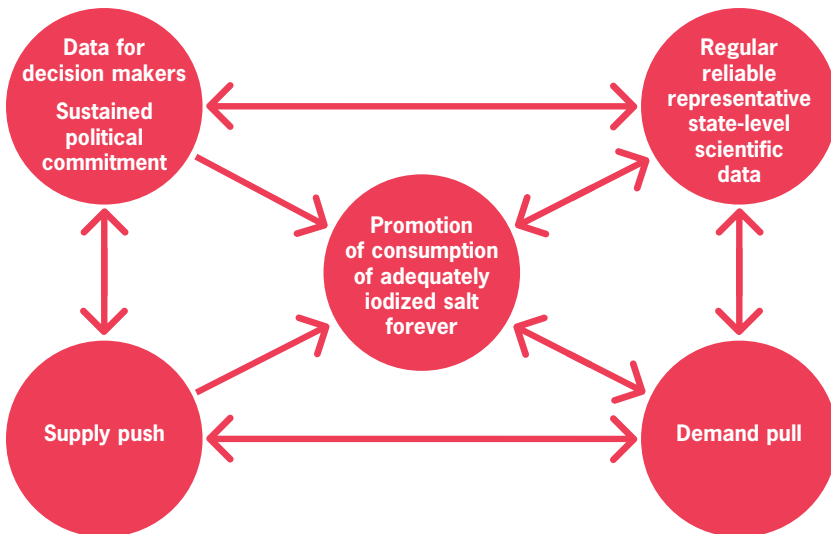 Data for
decision makers
Sustained
political
commitment
Regular
reliable
representative
state-level
scientific
data
Promotion
of consumption
of adequately
iodized salt
forever
Supply push
Demand pull